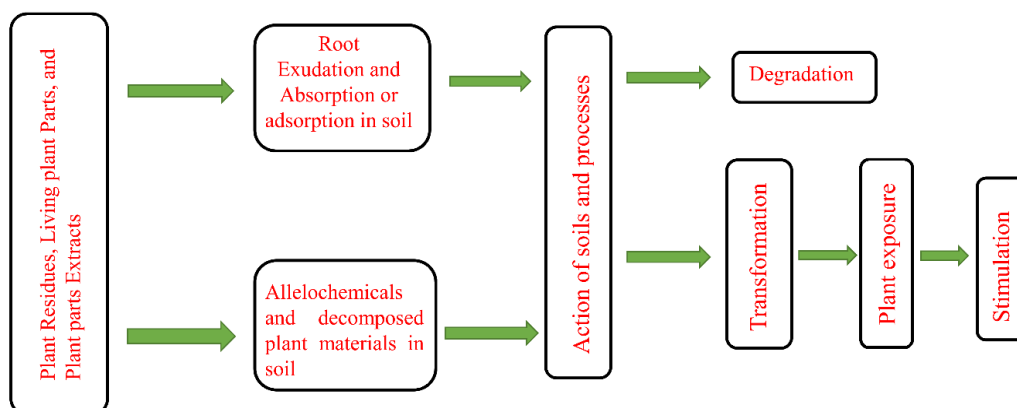 Plant Residues, Living plant Parts, and
Plant parts Extracts
Root
Exudation and
Absorption or
adsorption in soil
Allelochemicals
and decomposed
plant materials in
soil
Action of soils and processes
Degradation
Transformation
Plant exposure
Stimulation